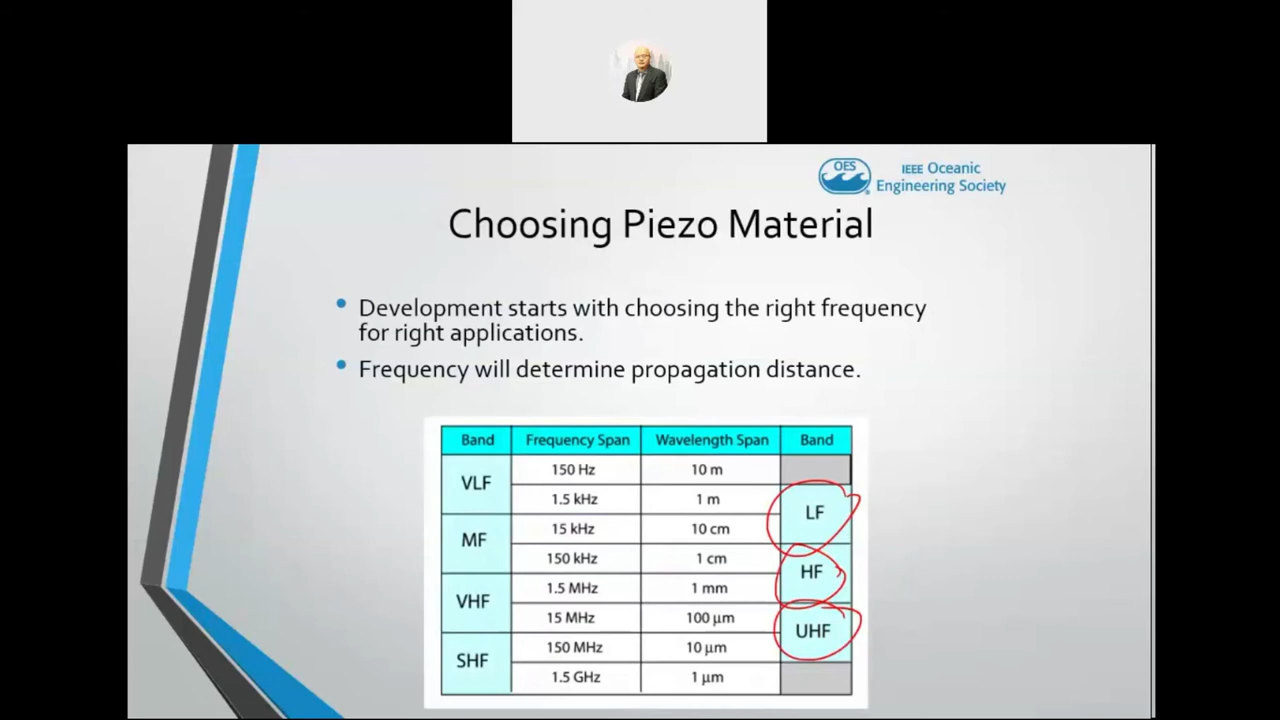 OES
IEEE Oceanic
Engineering Society
Choosing Piezo Material
• Development starts with choosing the right frequency
for right applications.
• Frequency will determine propagation distance.
Band Frequency Span Wavelength Span Band
VLF
150 Hz 10 m
1.5 kHz 1 m
LF
MF
15 kHz 10 cm
150 kHz 1 cm
HF
VHF
1.5 MHz 1 mm
15 MHz 100 µm
UHF
SHF
150 MHz 10 µm
1.5 GHz 1 µm